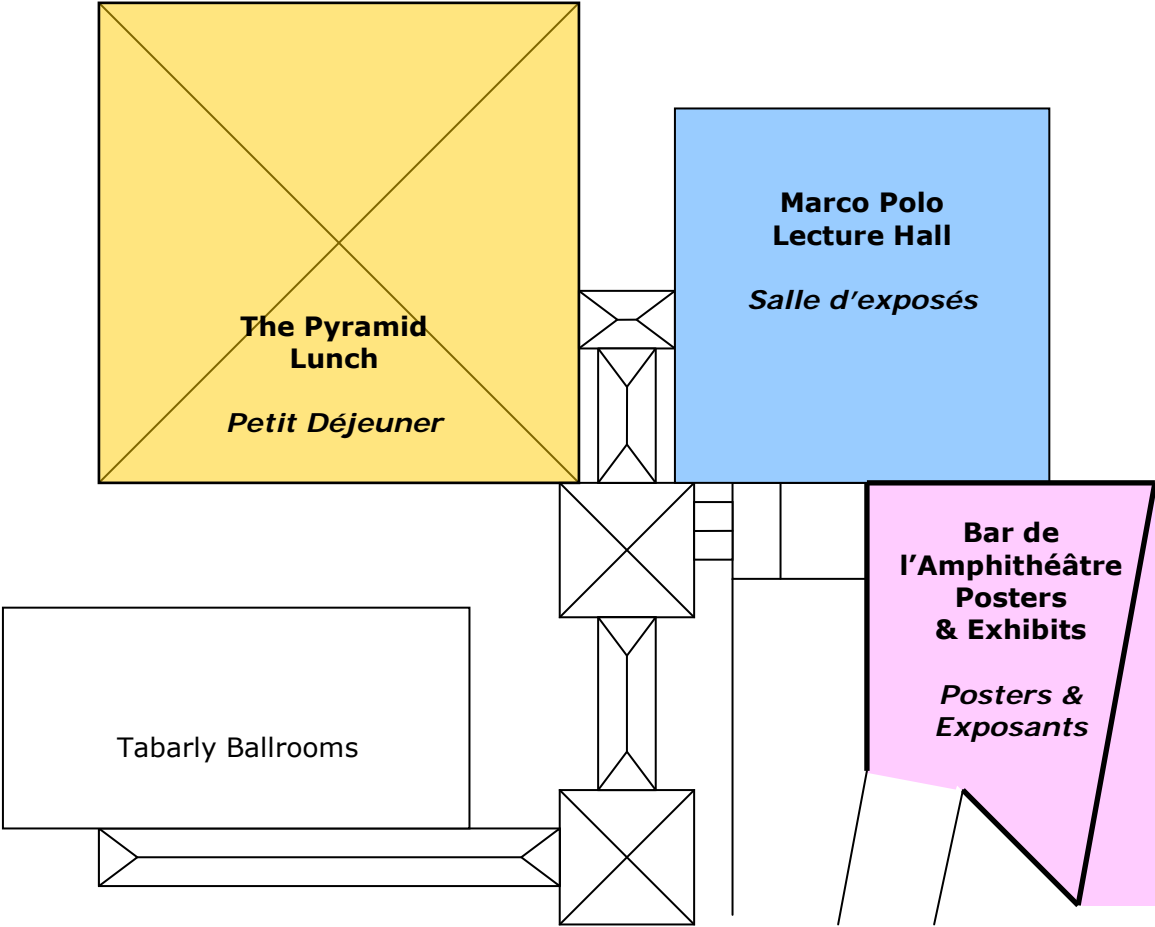 Marco Polo
Lecture Hall
Salle d’exposés
The Pyramid
Lunch
Petit Déjeuner
Bar de
l’Amphithéâtre
Posters
& Exhibits
Posters &
Exposants
Tabarly Ballrooms